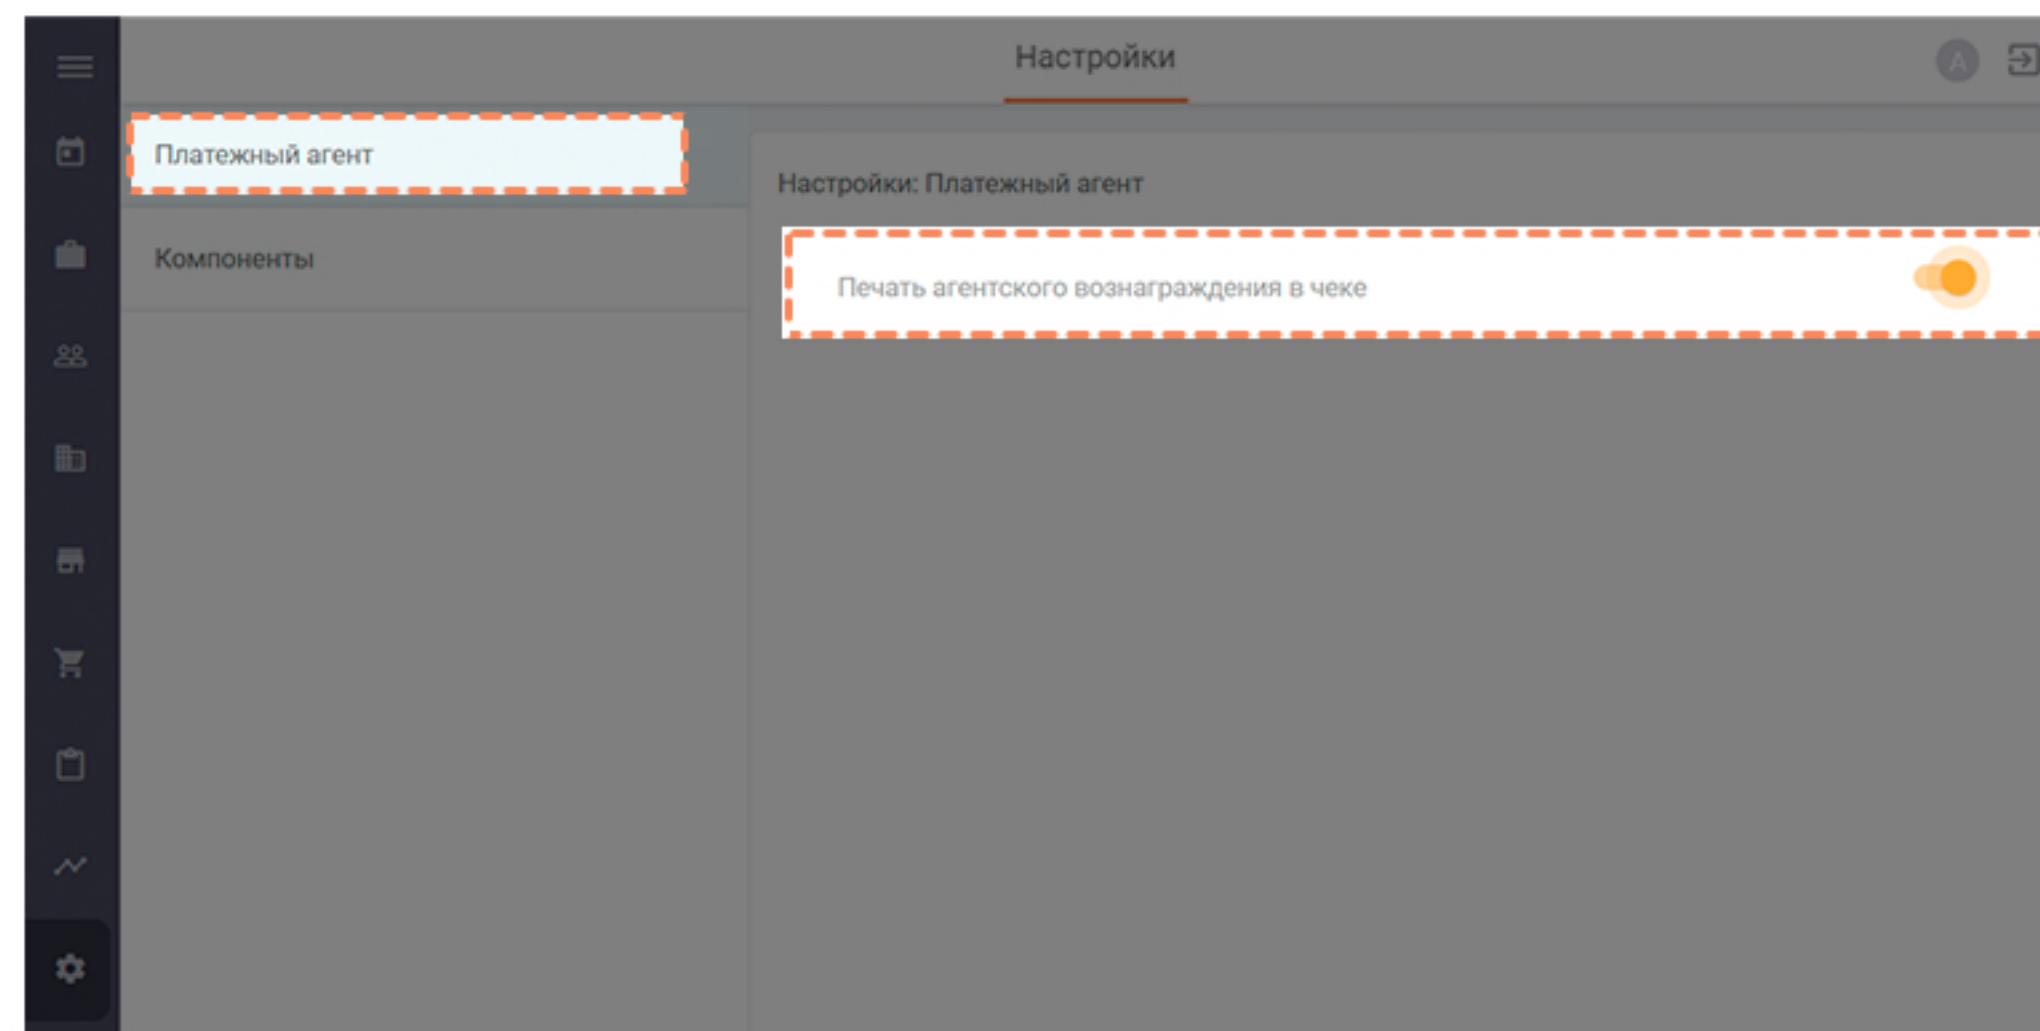 Настройки
А
Платежный агент
Компоненты
Настройки: Платежный агент
Печать агентского вознаграждения в чеке